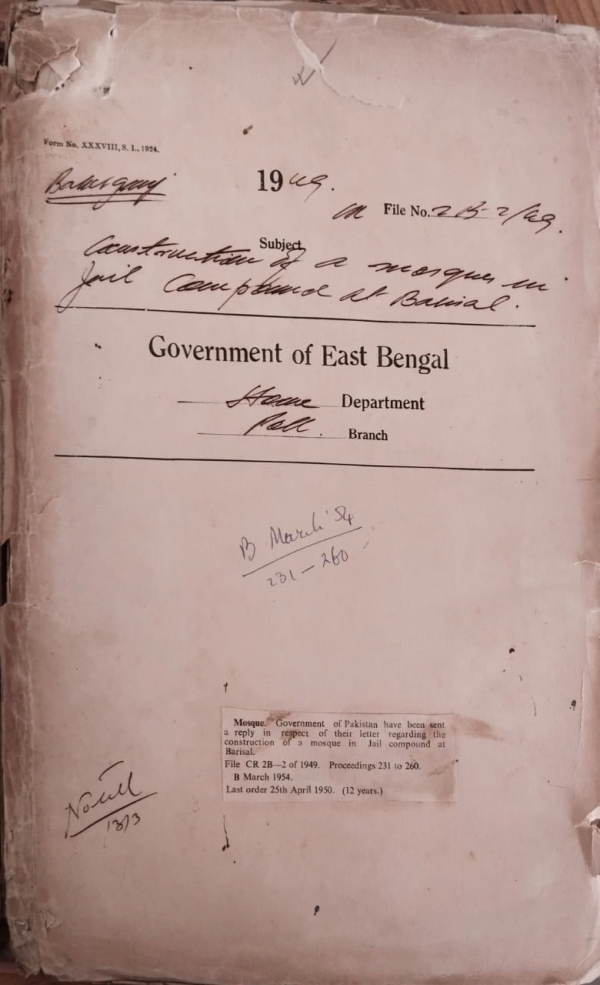 Form No. XXXVIII, S. I., 1924.
Bakerganj
1949.
File No. 2B-2/49.
Subject
Construction of a mosque in
Jail Compound at Barisal.
Government of East Bengal
Home Department
Poll. Branch
B March '54
231 – 260
Mosque. Government of Pakistan have been sent
a reply in respect of their letter regarding the
construction of a mosque in Jail compound at
Barisal.
File CR 2B—2 of 1949. Proceedings 231 to 260.
B March 1954.
Last order 25th April 1950. (12 years.)
13/3